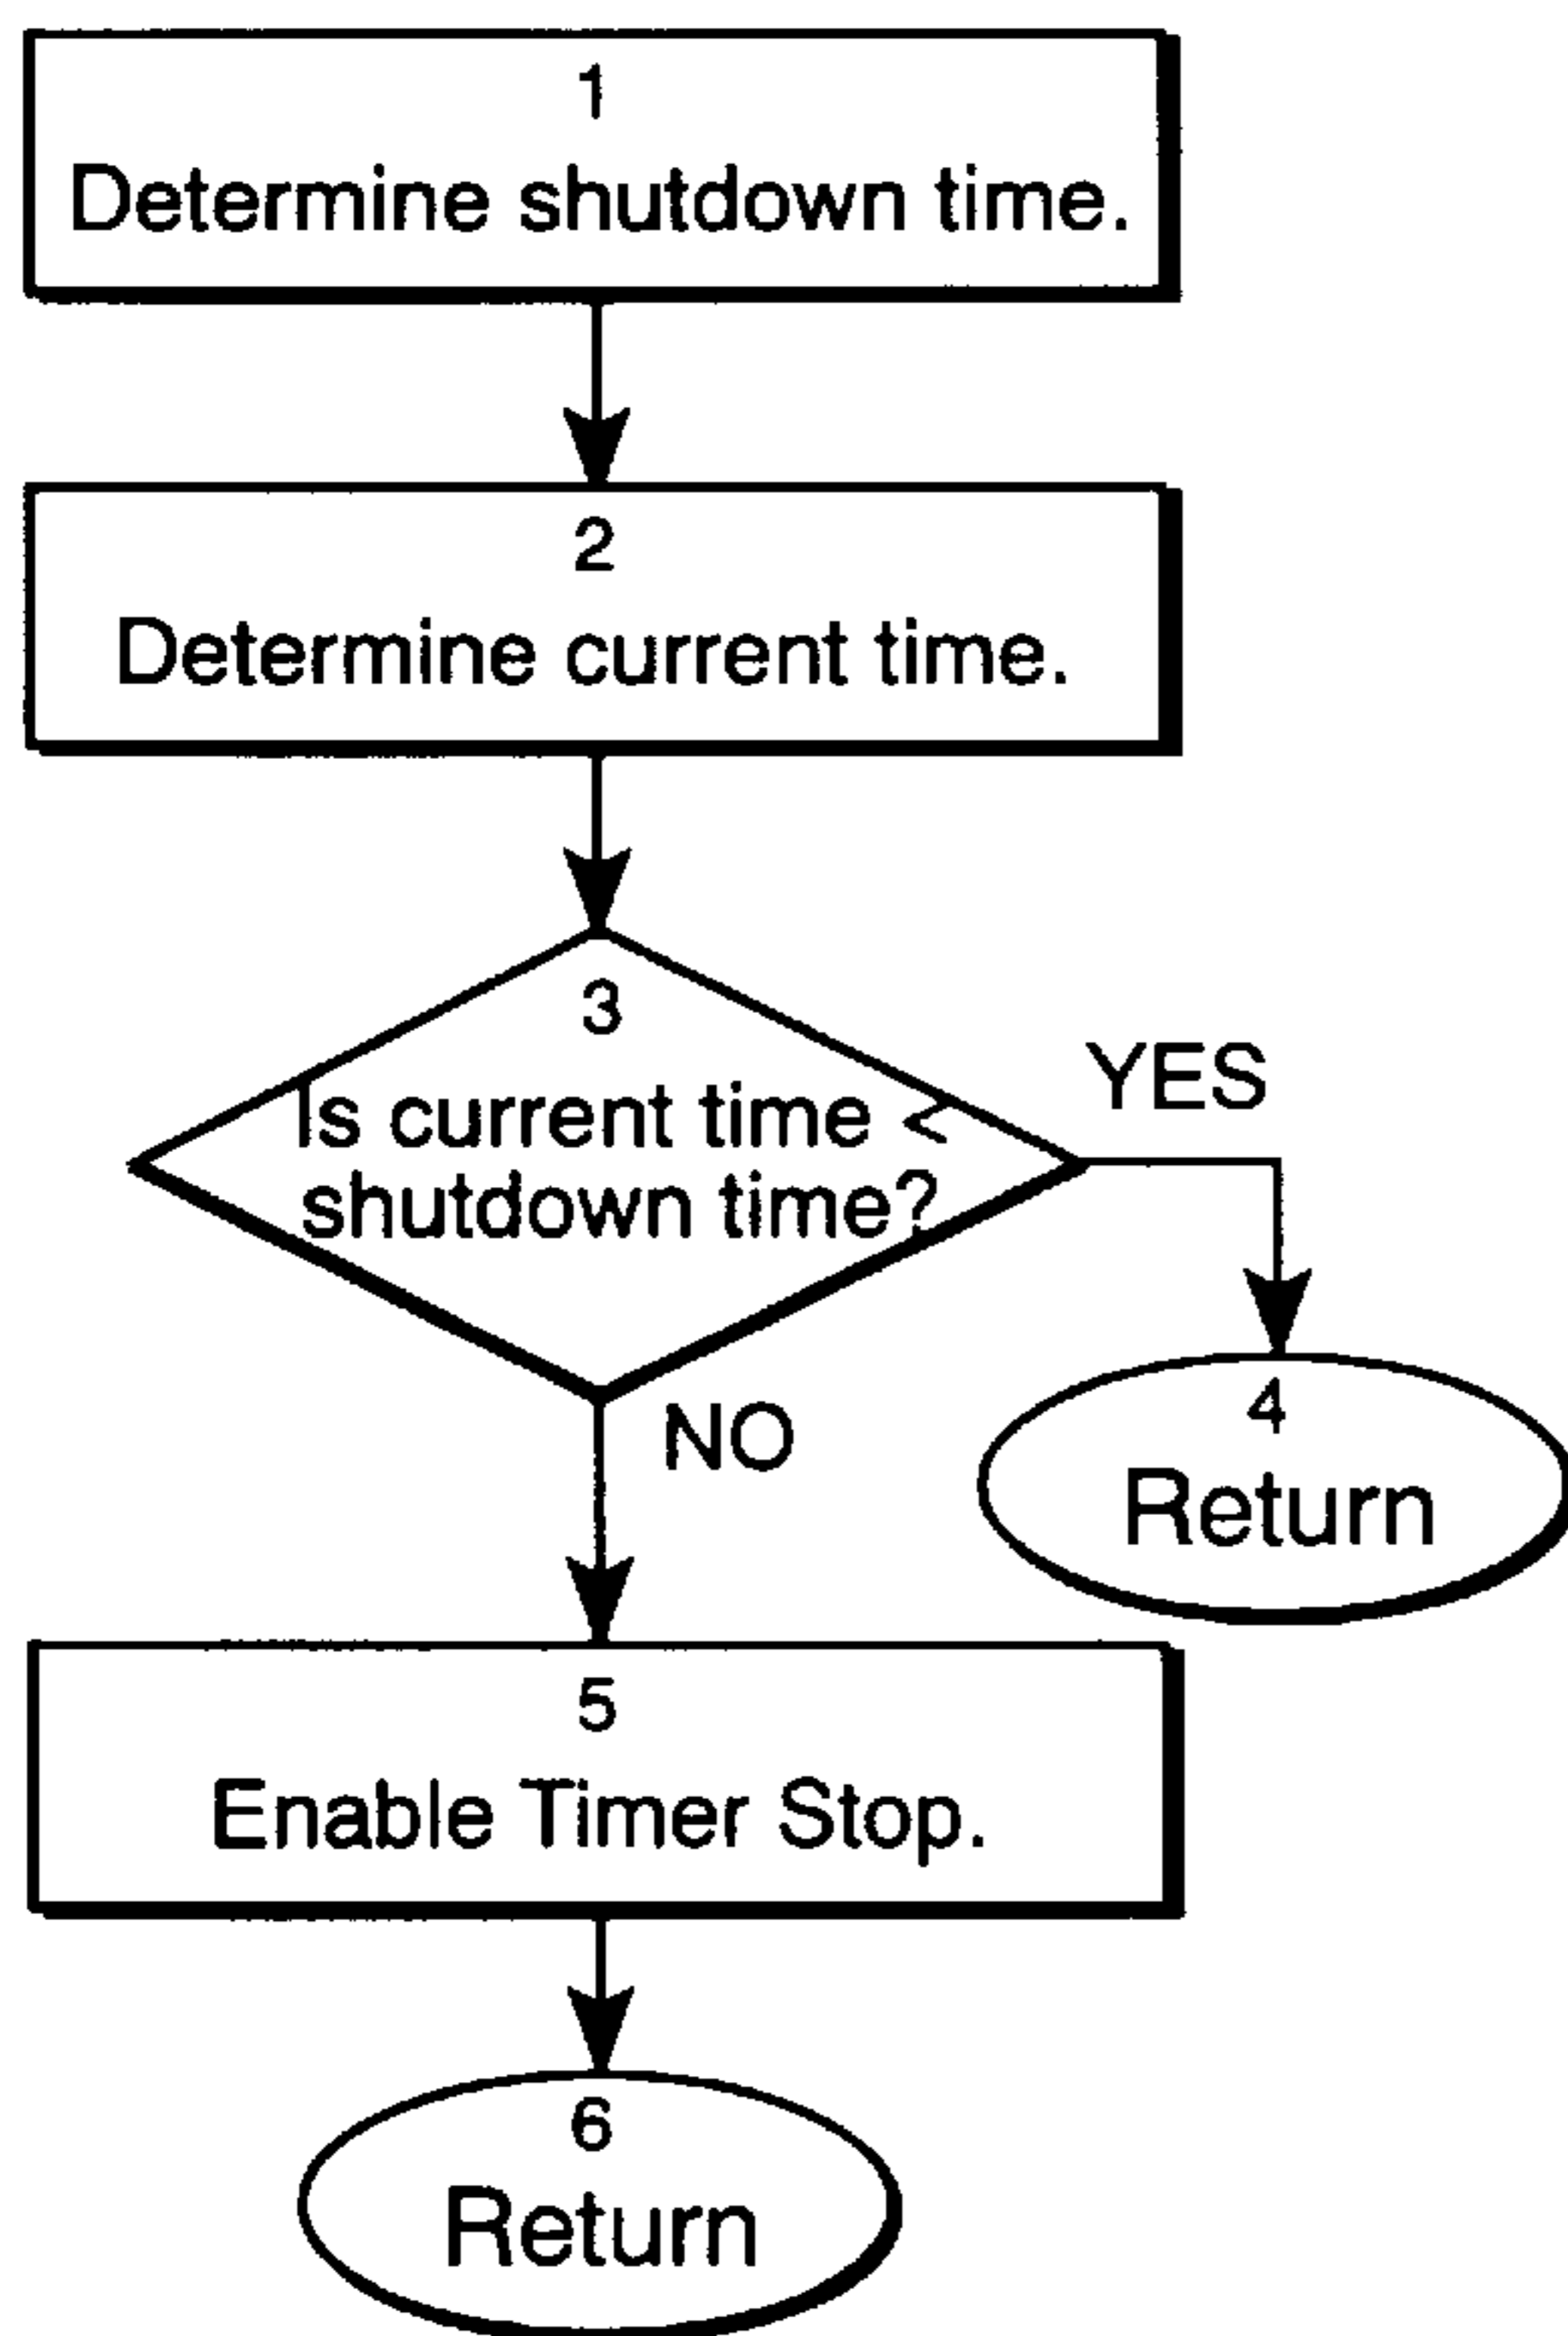 1
Determine shutdown time.
2
Determine current time.
3
Is current time <
shutdown time?
YES
NO
4
Return
5
Enable Timer Stop.
6
Return